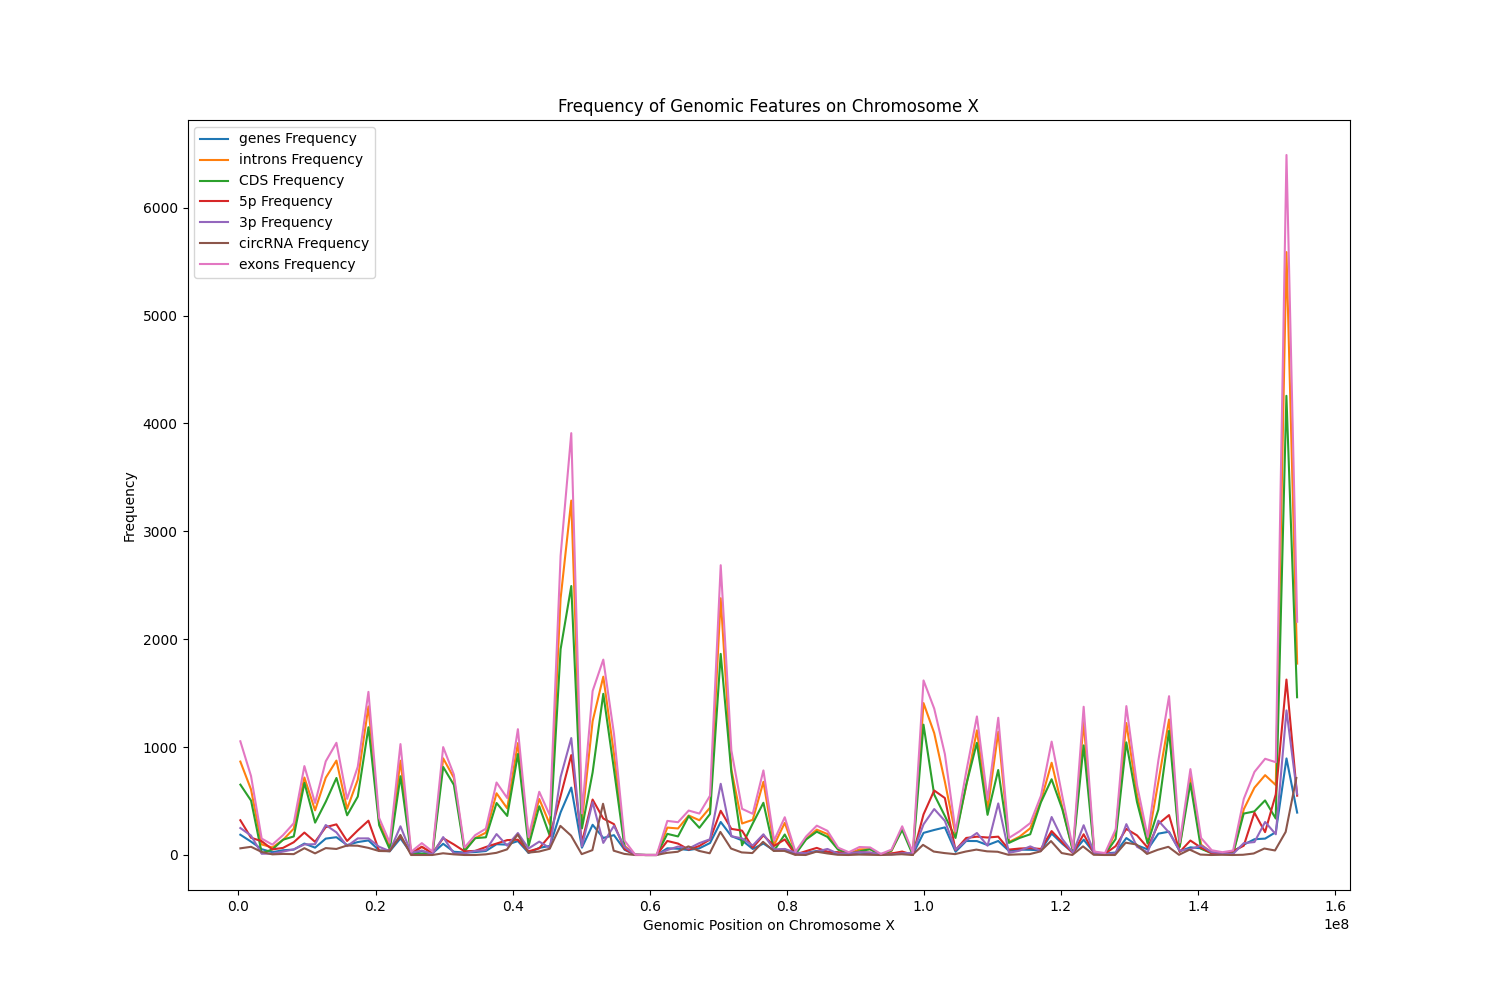 Frequency of Genomic Features on Chromosome X
genes Frequency
introns Frequency
CDS Frequency
5p Frequency
3p Frequency
circRNA Frequency
exons Frequency
Frequency
6000
5000
4000
3000
2000
1000
0
0.0 0.2 0.4 0.6 0.8 1.0 1.2 1.4 1.6
1e8
Genomic Position on Chromosome X